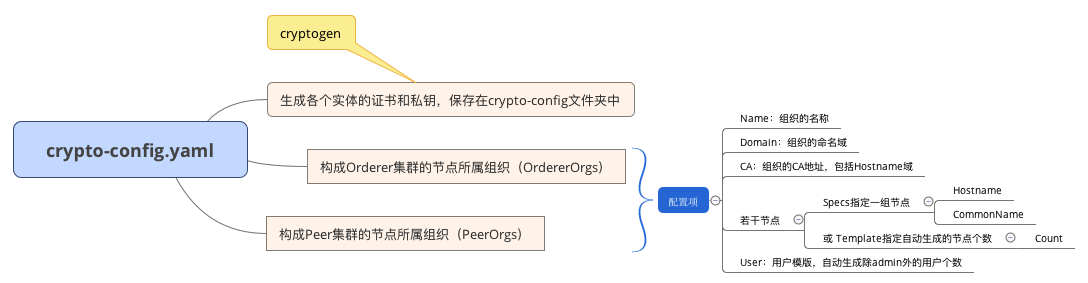 cryptogen
生成各个实体的证书和私钥，保存在crypto-config文件夹中
crypto-config.yaml
构成Orderer集群的节点所属组织（OrdererOrgs）
构成Peer集群的节点所属组织（PeerOrgs）
配置项
Name：组织的名称
Domain：组织的命名域
CA：组织的CA地址，包括Hostname域
若干节点
Specs指定一组节点
Hostname
CommonName
或 Template指定自动生成的节点个数
Count
User：用户模版，自动生成除admin外的用户个数